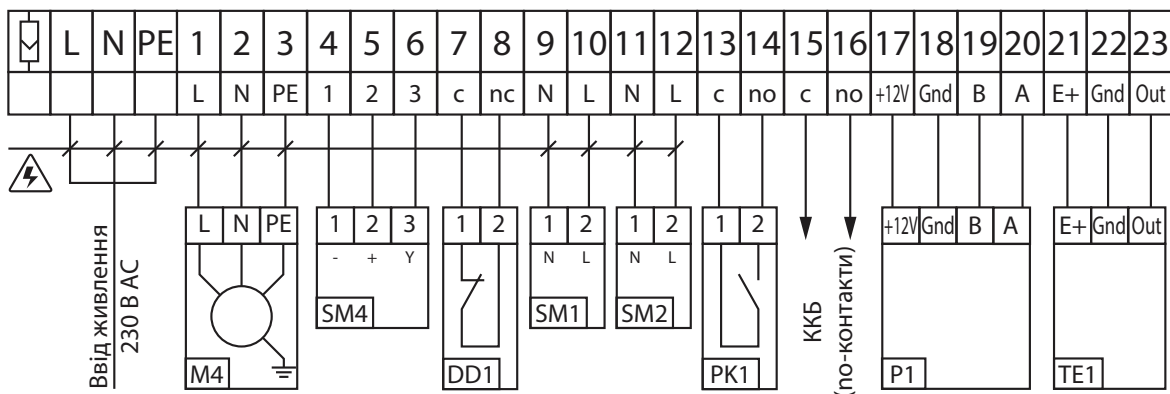 L N PE 1 2 3 4 5 6 7 8 9 10 11 12 13 14 15 16 17 18 19 20 21 22 23
L N PE 1 2 3 c nc N L N L c no c no +12V Gnd B A E+ Gnd Out
L N PE 1 2 3 1 2 1 2 1 2 1 2 +12V Gnd B A E+ Gnd Out
- + Y N L N L
M4
SM4
DD1
SM1
SM2
PK1
P1
TE1
Ввід живлення
230 В AC
ККБ
(no-контакти)